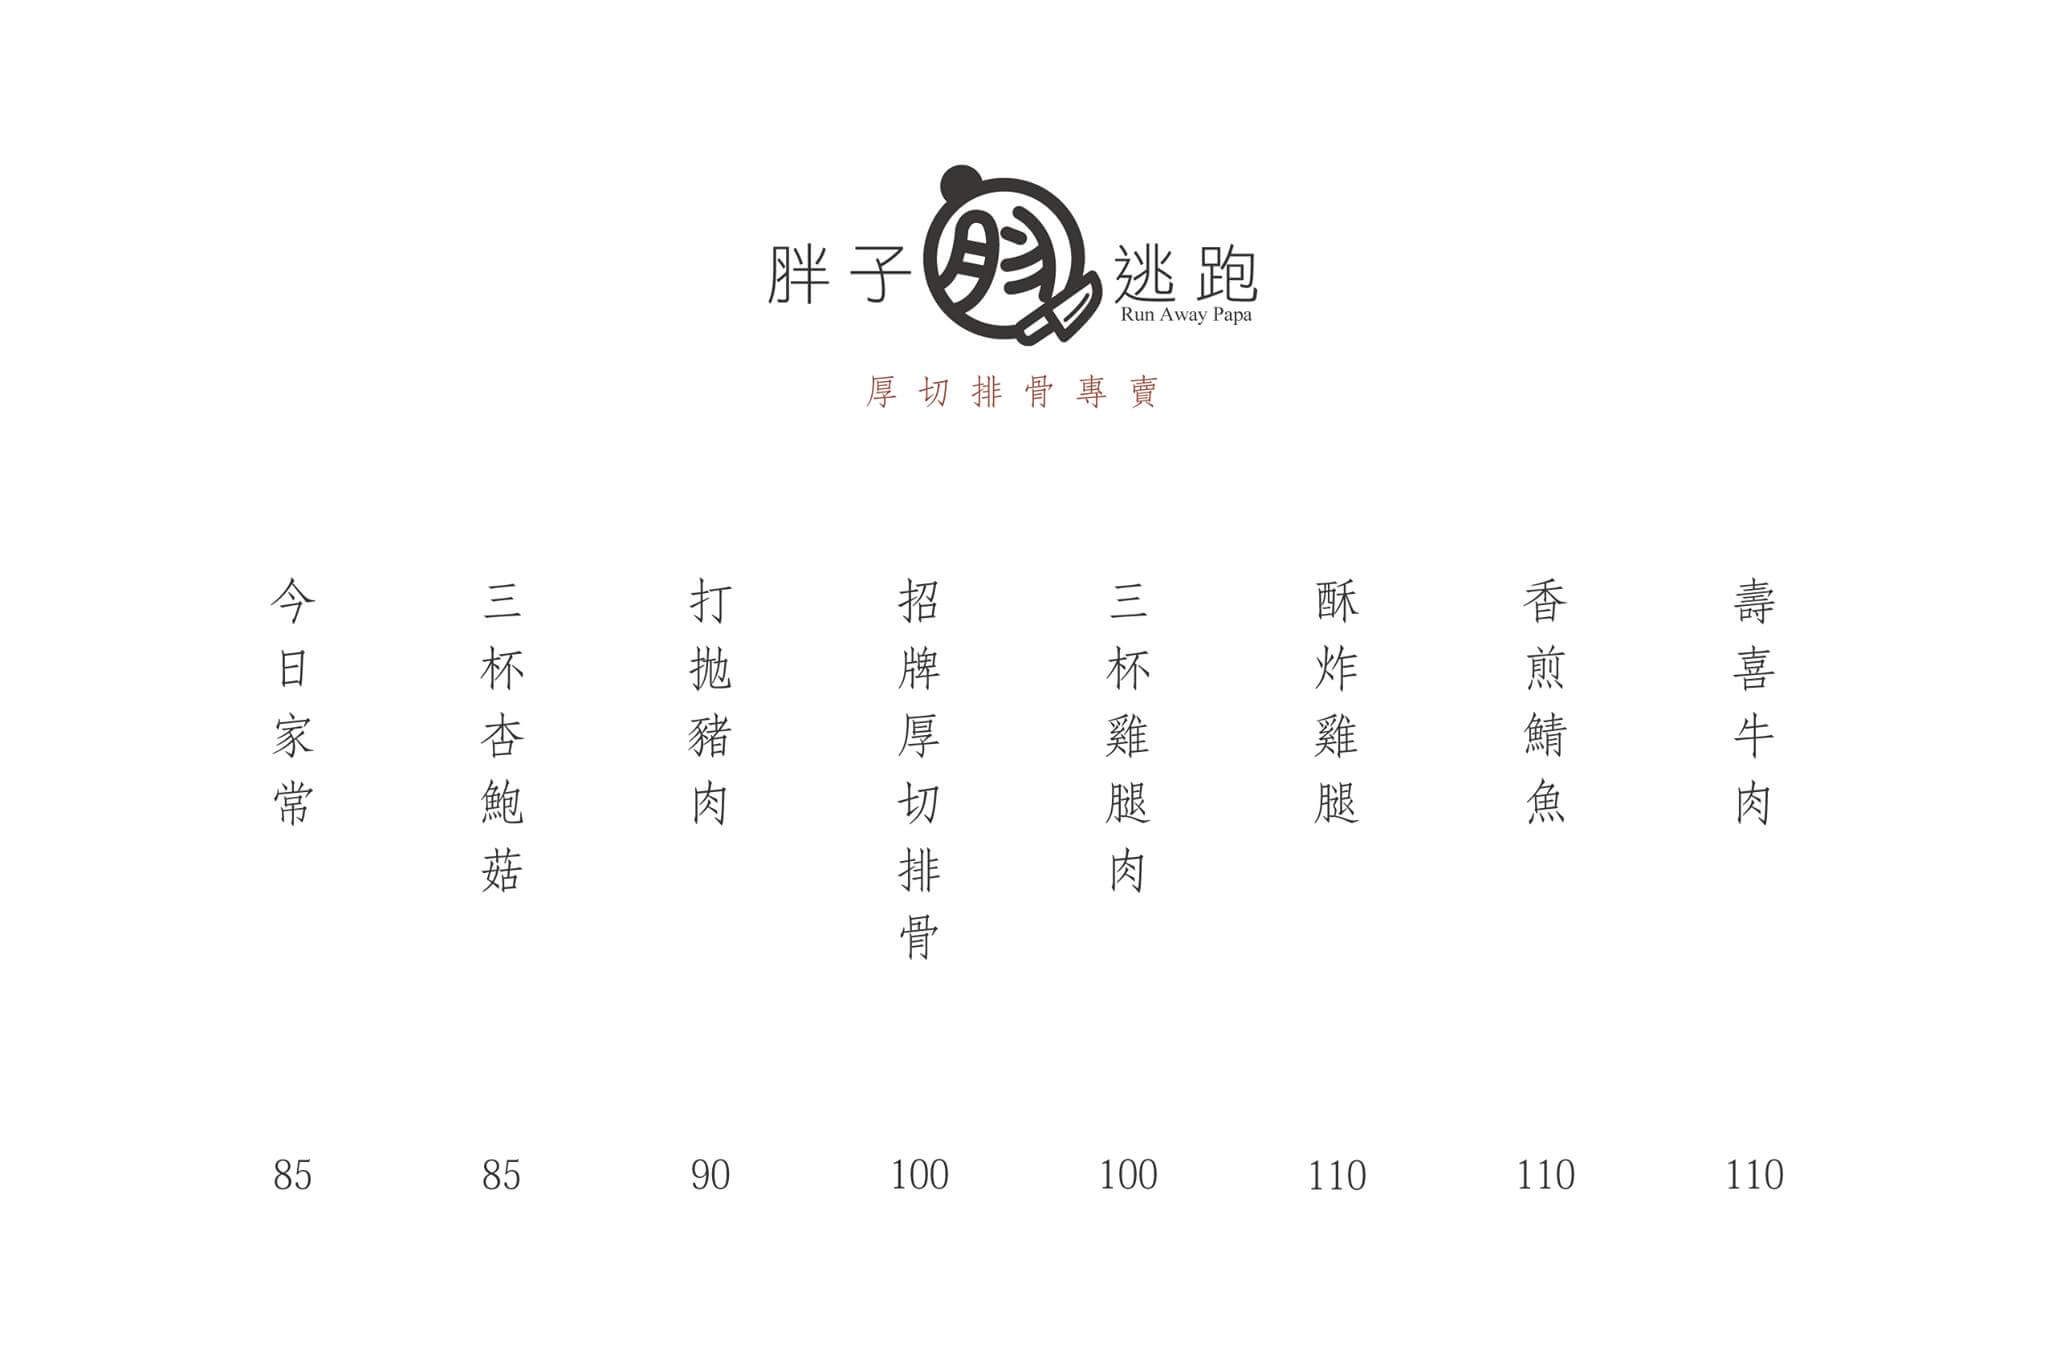 胖子逃跑
Run Away Papa
厚切排骨專賣
今日家常
85
三杯杏鮑菇
85
打拋豬肉
90
招牌厚切排骨
100
三杯雞腿肉
100
酥炸雞腿
110
香煎鯖魚
110
壽喜牛肉
110